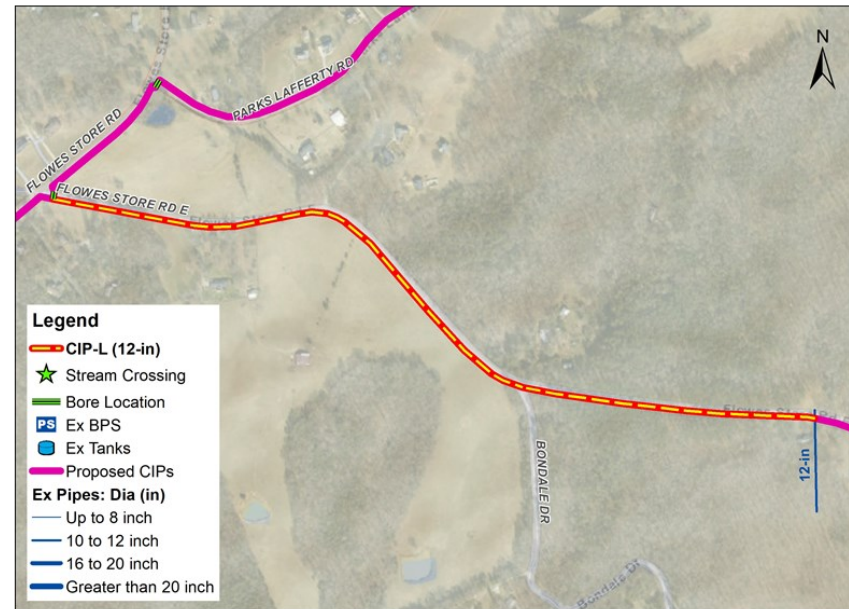 N
PARKS LAFFERTY RD
FLOWES STORE RD
FLOWES STORE RD E
BONDALE DR
Bondale Dr
12-in
Legend
CIP-L (12-in)
Stream Crossing
Bore Location
PS Ex BPS
Ex Tanks
Proposed CIPs
Ex Pipes: Dia (in)
Up to 8 inch
10 to 12 inch
16 to 20 inch
Greater than 20 inch